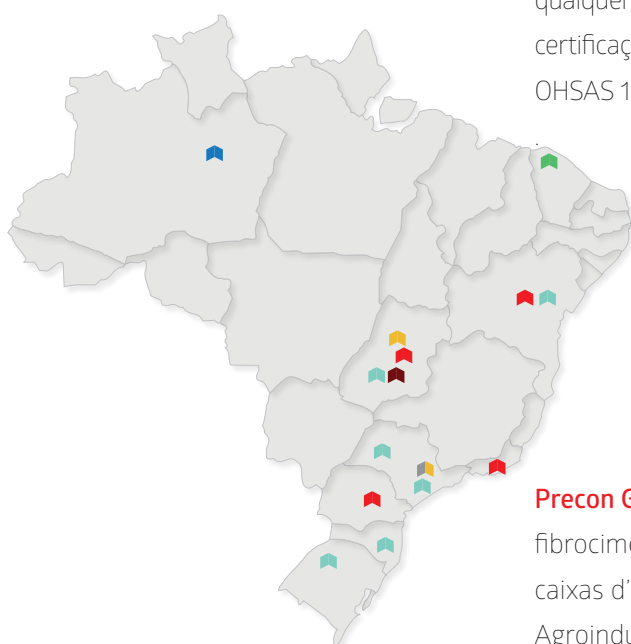 qualquer
certificaç
OHSAS 1
.
Precon G
fibrocime
caixas d'
Agroindu